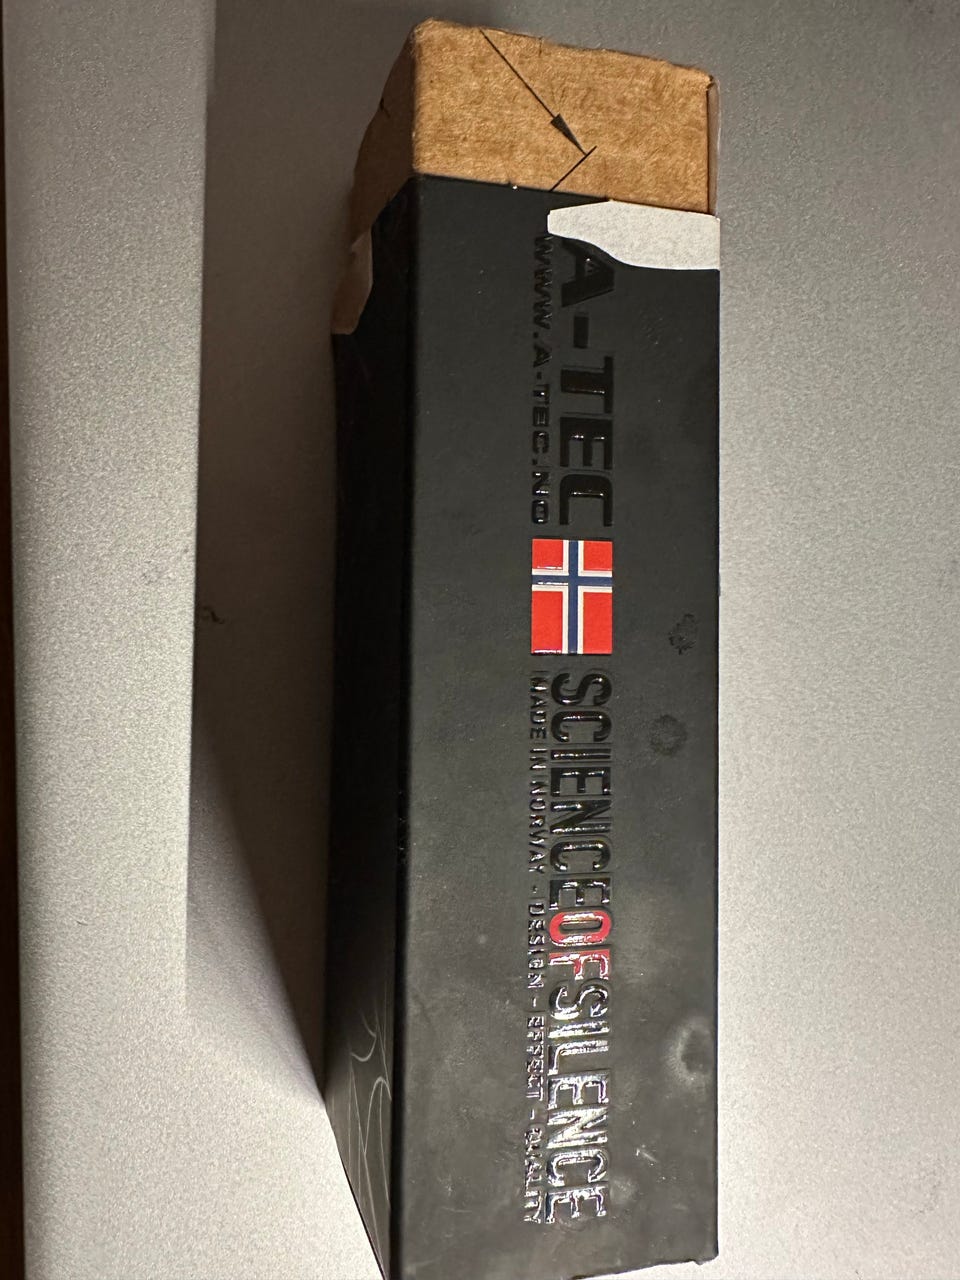 A-TEC
WWW.A-TEC.NO
SCIENCEOFSILENCE
MADE IN NORWAY - DESIGN - EFFECT - QUALITY